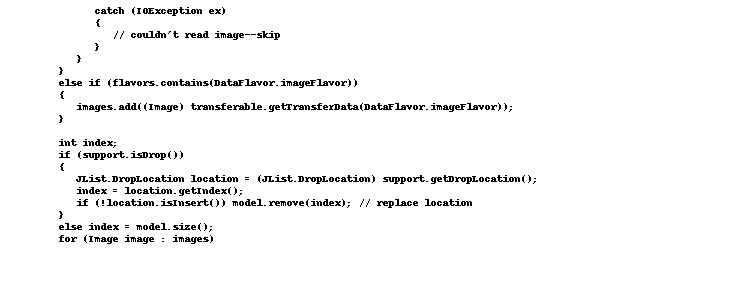 catch (IOException ex)
{
// couldn't read image--skip
}
}
}
else if (flavors.contains(DataFlavor.imageFlavor))
{
images.add((Image) transferable.getTransferData(DataFlavor.imageFlavor));
}
int index;
if (support.isDrop())
{
JList.DropLocation location = (JList.DropLocation) support.getDropLocation();
index = location.getIndex();
if (!location.isInsert()) model.remove(index); // replace location
}
else index = model.size();
for (Image image : images)